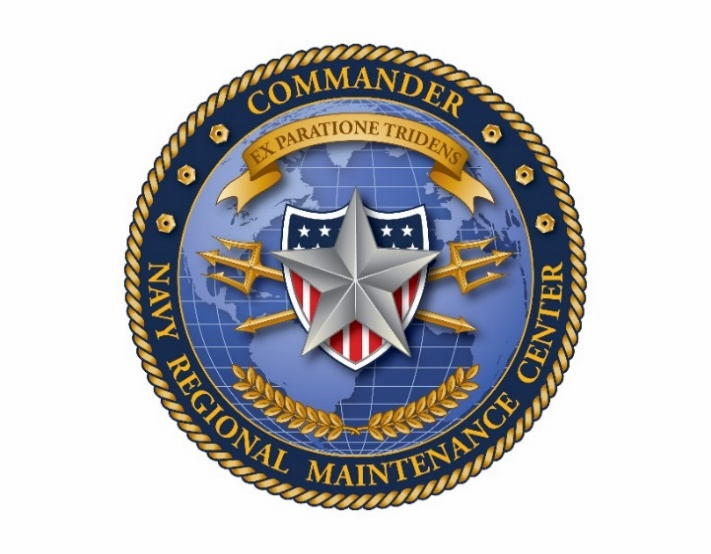 COMMANDER
EX PARATIONE TRIDENS
NAVY REGIONAL MAINTENANCE CENTER